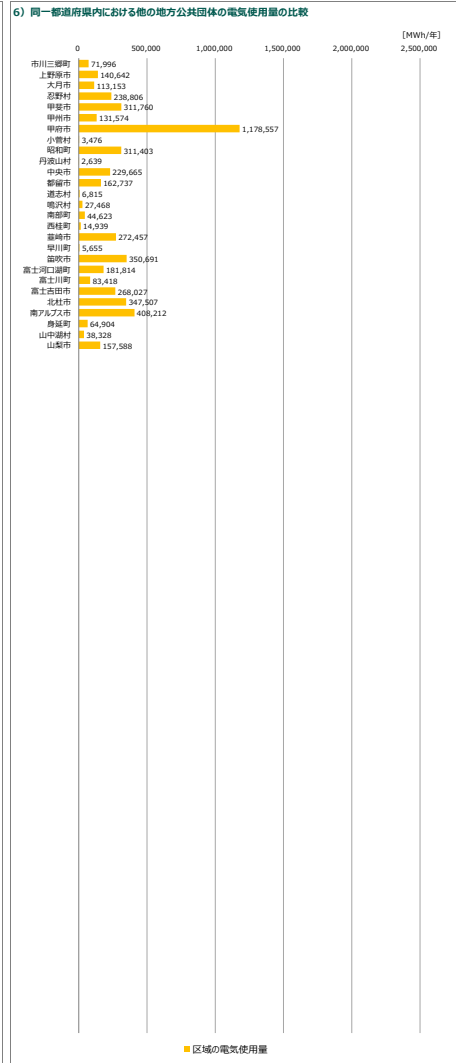 6）同一都道府県内における他の地方公共団体の電気使用量の比較
[MWh/年]
0 500,000 1,000,000 1,500,000 2,000,000 2,500,000
市川三郷町 71,996
上野原市 140,642
大月市 113,153
忍野村 238,806
甲斐市 311,760
甲州市 131,574
甲府市 1,178,557
小菅村 3,476
昭和町 311,403
丹波山村 2,639
中央市 229,665
都留市 162,737
道志村 6,815
鳴沢村 27,468
南部町 44,623
西桂町 14,939
韮崎市 272,457
早川町 5,655
笛吹市 350,691
富士河口湖町 181,814
富士川町 83,418
富士吉田市 268,027
北杜市 347,507
南アルプス市 408,212
身延町 64,904
山中湖村 38,328
山梨市 157,588
区域の電気使用量